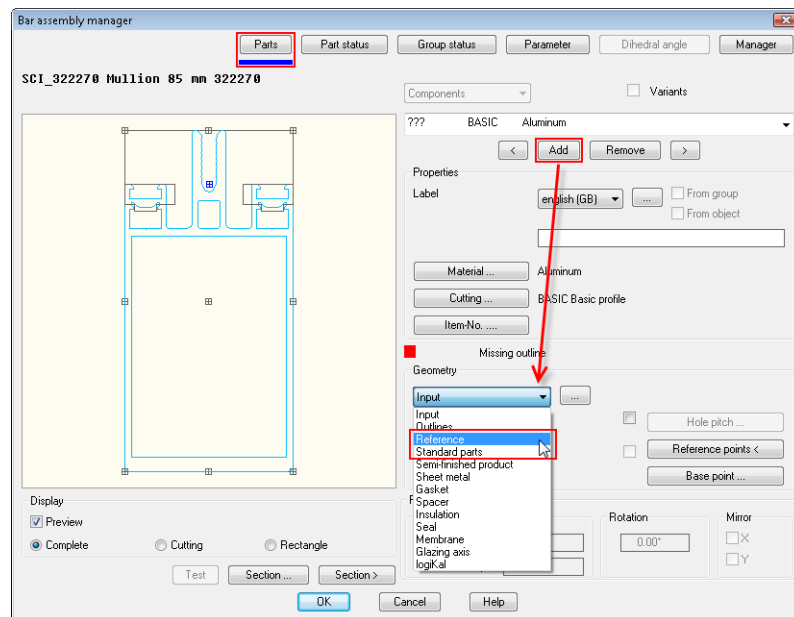 Bar assembly manager
Parts Part status Group status Parameter Dihedral angle Manager
SCI_322270 Mullion 85 mm 322270
Components Variants
??? BASIC Aluminum
< Add Remove >
Properties
Label english (GB) ... From group
From object
Material ... Aluminum
Cutting ... BASIC Basic profile
Item-No. ....
Missing outline
Geometry
Input ...
Input
Outlines
Reference
Standard parts
Semi-finished product
Sheet metal
Gasket
Spacer
Insulation
Seal
Membrane
Glazing axis
logiKal
Hole pitch ...
Reference points <
Base point ...
Display
Preview
Complete Cutting Rectangle
Test Section ... Section >
Rotation Mirror
0.00° X
Y
OK Cancel Help